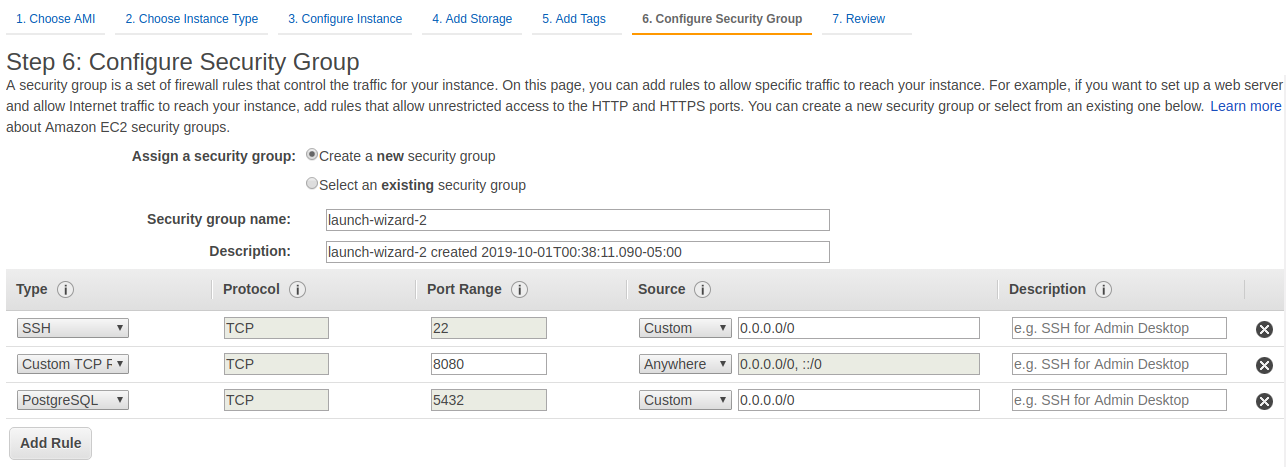 1. Choose AMI 2. Choose Instance Type 3. Configure Instance 4. Add Storage 5. Add Tags 6. Configure Security Group 7. Review
Step 6: Configure Security Group
A security group is a set of firewall rules that control the traffic for your instance. On this page, you can add rules to allow specific traffic to reach your instance. For example, if you want to set up a web server
and allow Internet traffic to reach your instance, add rules that allow unrestricted access to the HTTP and HTTPS ports. You can create a new security group or select from an existing one below. Learn more
about Amazon EC2 security groups.
Assign a security group: Create a new security group
Select an existing security group
Security group name: launch-wizard-2
Description: launch-wizard-2 created 2019-10-01T00:38:11.090-05:00
Type i Protocol i Port Range i Source i Description i
SSH TCP 22 Custom 0.0.0.0/0 e.g. SSH for Admin Desktop
Custom TCP F TCP 8080 Anywhere 0.0.0.0/0, ::/0 e.g. SSH for Admin Desktop
PostgreSQL TCP 5432 Custom 0.0.0.0/0 e.g. SSH for Admin Desktop
Add Rule